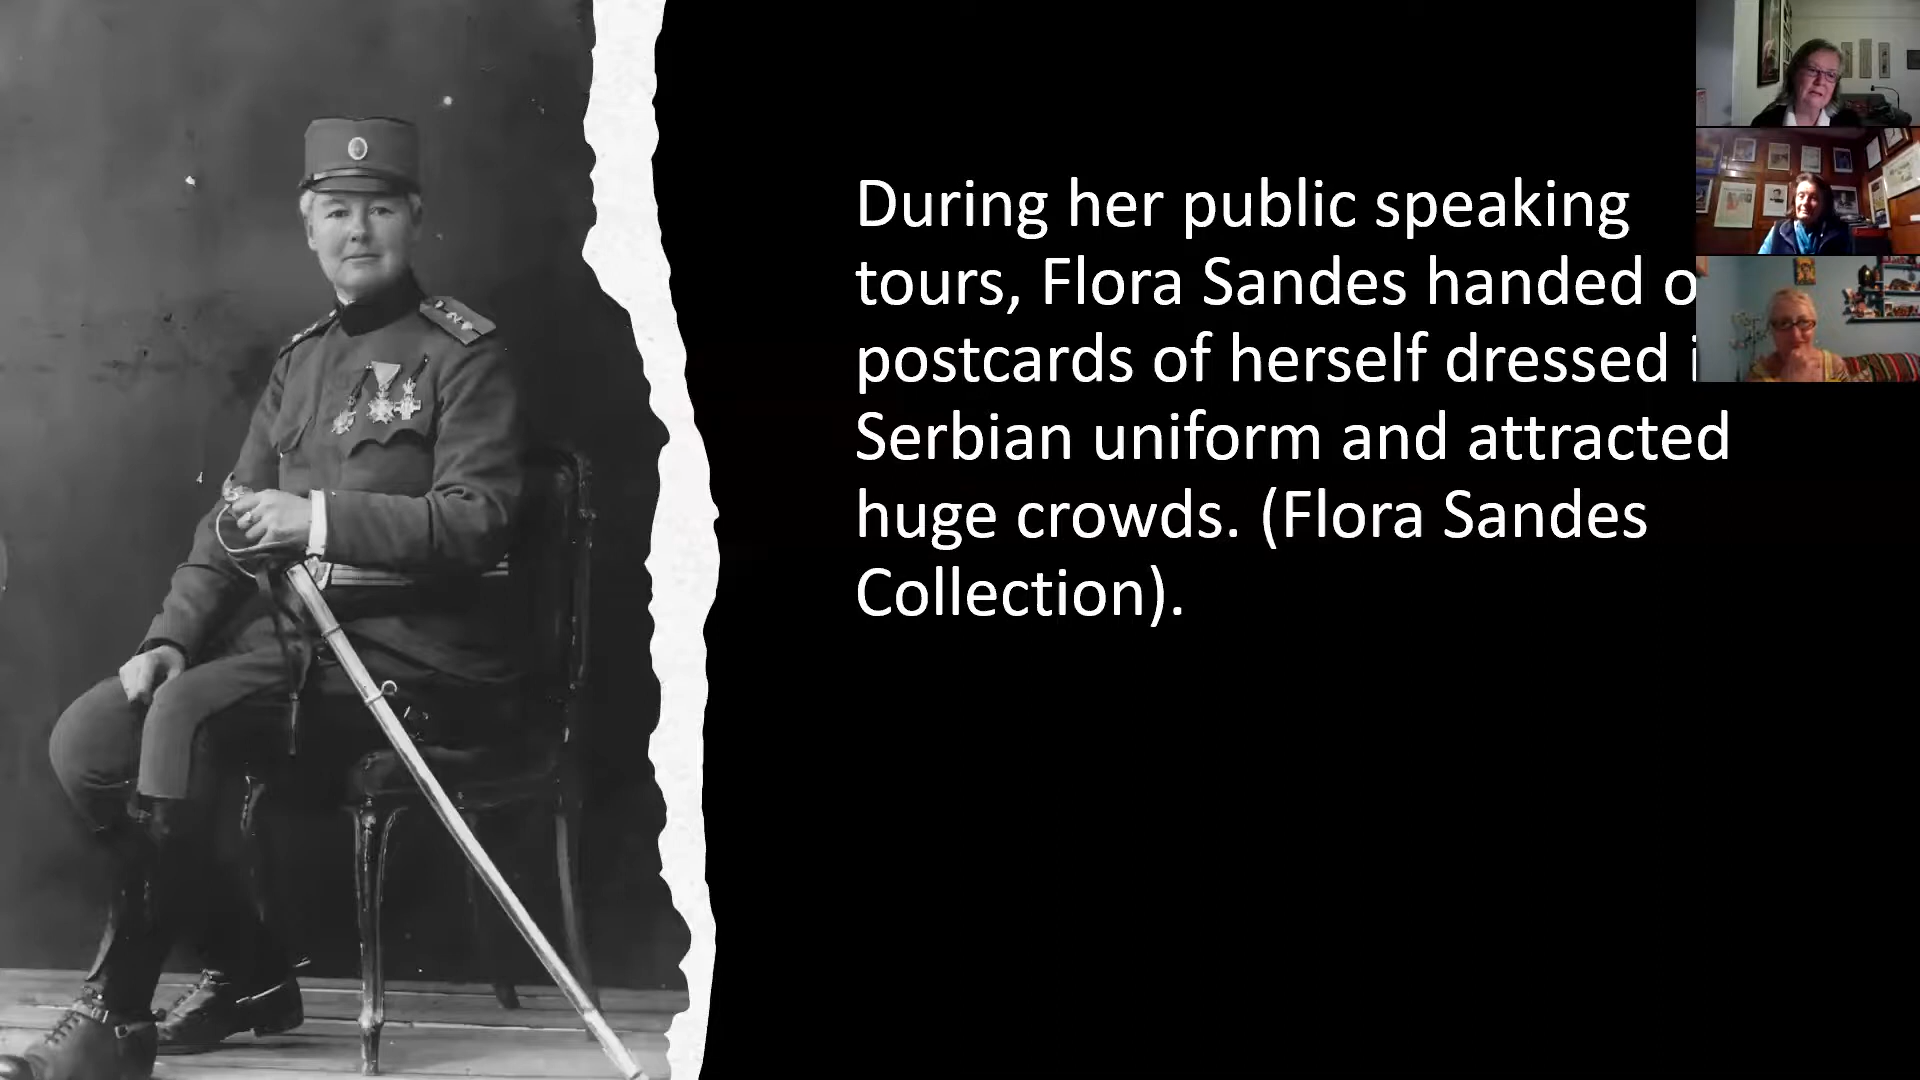 During her public speaking
tours, Flora Sandes handed
postcards of herself dressed
Serbian uniform and attracted
huge crowds. (Flora Sandes
Collection).